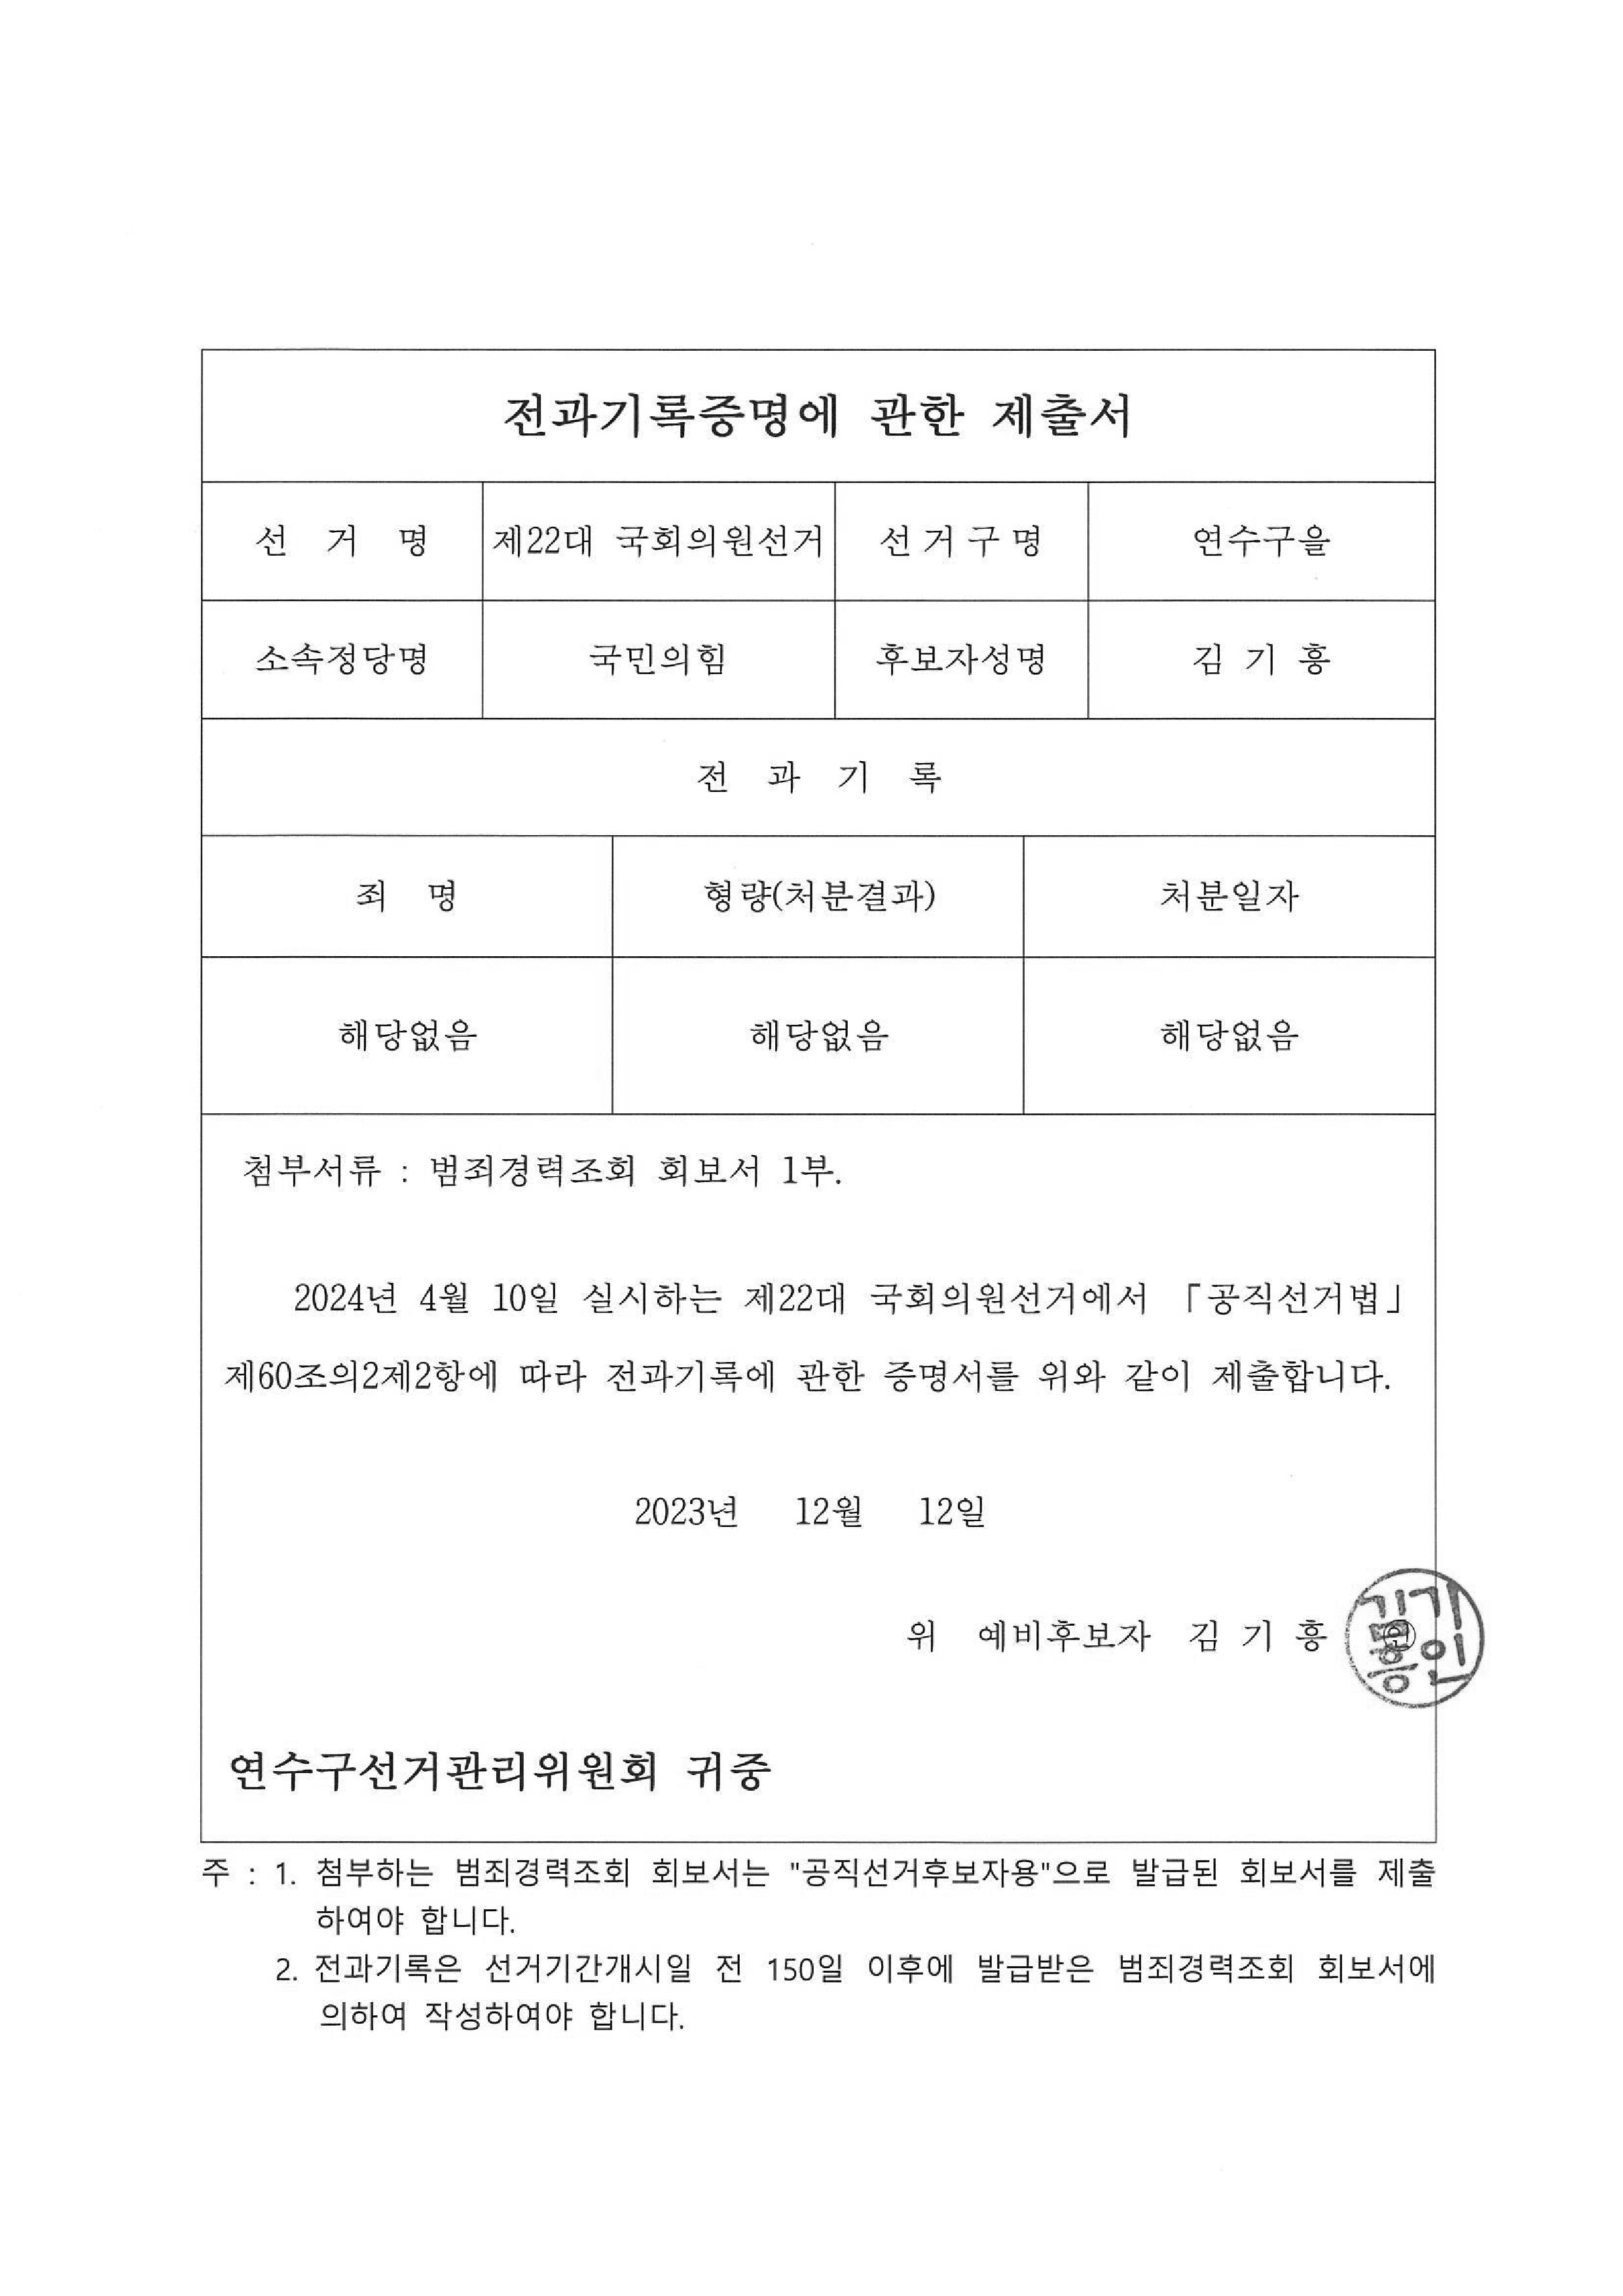 전과기록증명에 관한 제출서
선 거 명 제22대 국회의원선거 선 거 구 명 연수구을
소속정당명 국민의힘 후보자성명 김 기 흥
전 과 기 록
죄 명 형량(처분결과) 처분일자
해당없음 해당없음 해당없음
첨부서류 : 범죄경력조회 회보서 1부.
2024년 4월 10일 실시하는 제22대 국회의원선거에서 「공직선거법」
제60조의2제2항에 따라 전과기록에 관한 증명서를 위와 같이 제출합니다.
2023년 12월 12일
위 예비후보자 김 기 흥 ㊞
김기
흥인
연수구선거관리위원회 귀중
주 : 1. 첨부하는 범죄경력조회 회보서는 "공직선거후보자용"으로 발급된 회보서를 제출
하여야 합니다.
2. 전과기록은 선거기간개시일 전 150일 이후에 발급받은 범죄경력조회 회보서에
의하여 작성하여야 합니다.